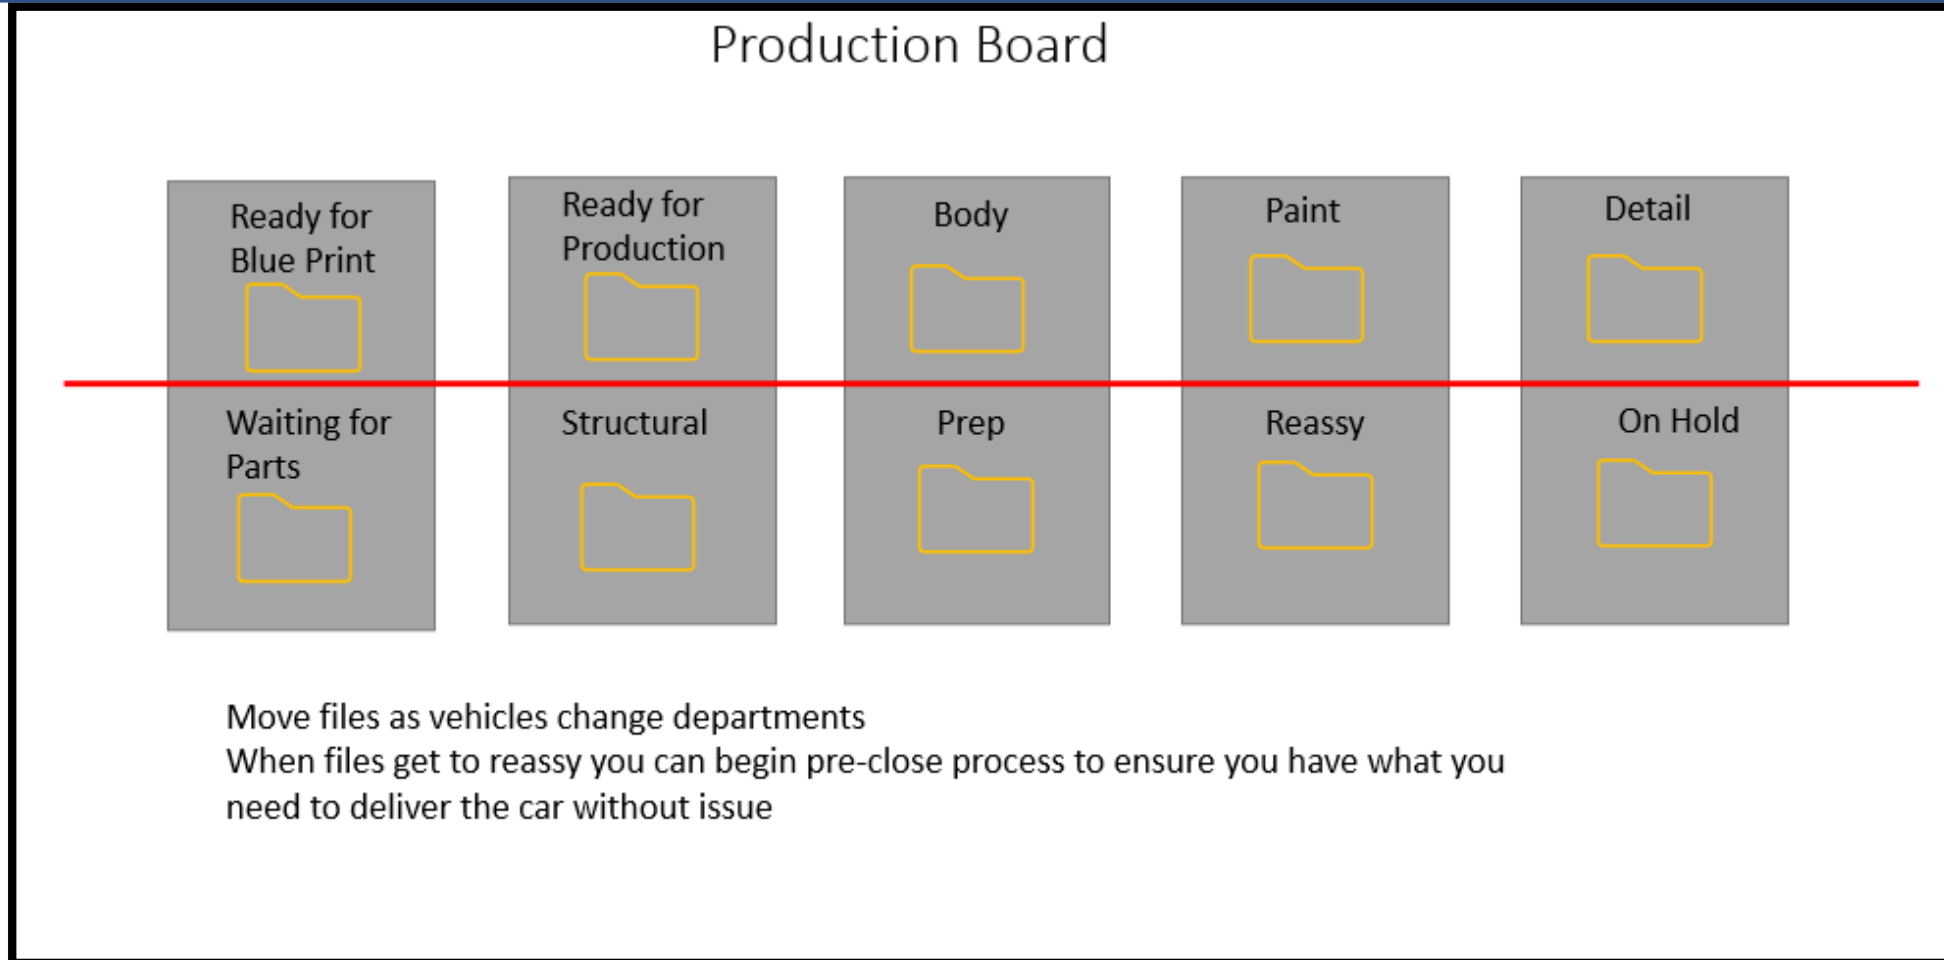 Production Board
Ready for
Blue Print
Ready for
Production
Body
Paint
Detail
Waiting for
Parts
Structural
Prep
Reassy
On Hold
Move files as vehicles change departments
When files get to reassy you can begin pre-close process to ensure you have what you
need to deliver the car without issue